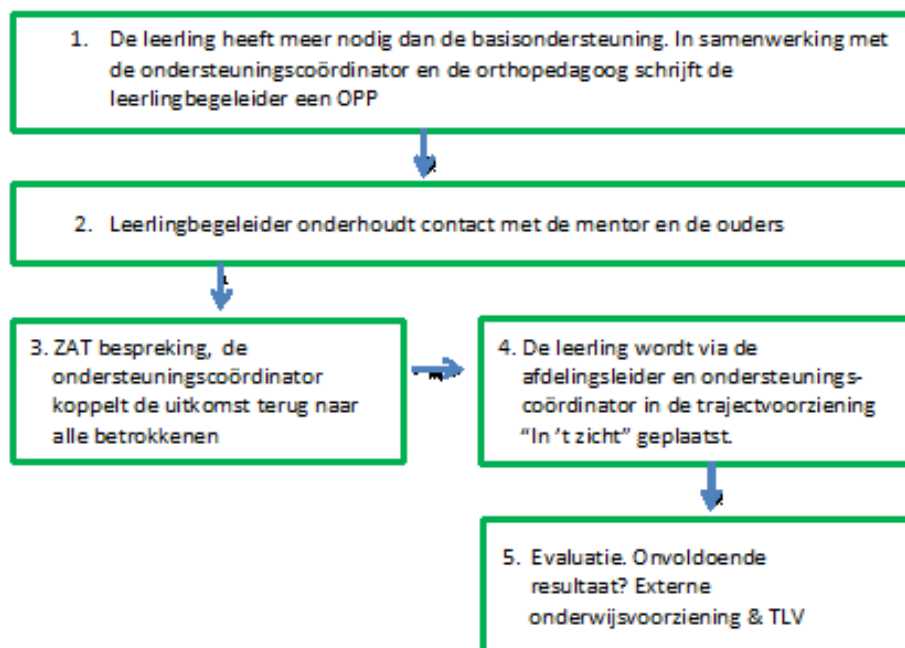 1. De leerling heeft meer nodig dan de basisondersteuning. In samenwerking met
de ondersteuningscoördinator en de orthopedagoog schrijft de
leerlingbegeleider een OPP
2. Leerlingbegeleider onderhoudt contact met de mentor en de ouders
3. ZAT bespreking, de
ondersteuningscoördinator
koppelt de uitkomst terug naar
alle betrokkenen
4. De leerling wordt via de
afdelingsleider en ondersteunings-
coördinator in de trajectvoorziening
“In ’t zicht” geplaatst.
5. Evaluatie. Onvoldoende
resultaat? Externe
onderwijsvoorziening & TLV